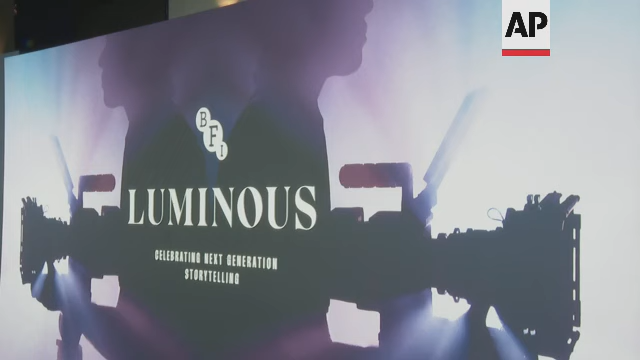 AP
BFI
LUMINOUS
CELEBRATING NEXT GENERATION
STORYTELLING